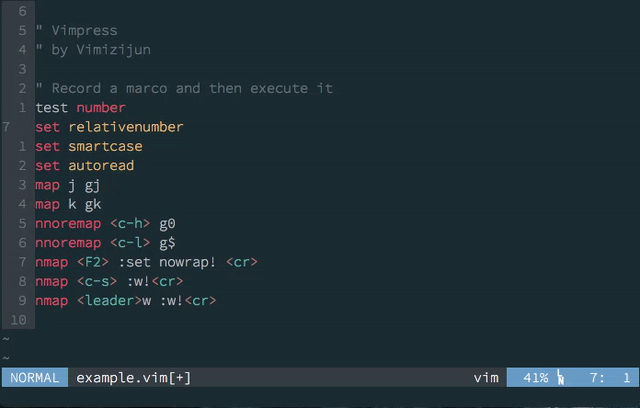 6
5 " Vimpress
4 " by Vimizijun
3
2 " Record a marco and then execute it
1 test number
7 set relativenumber
1 set smartcase
2 set autoread
3 map j gj
4 map k gk
5 nnoremap <c-h> g0
6 nnoremap <c-l> g$
7 nmap <F2> :set nowrap! <cr>
8 nmap <c-s> :w!<cr>
9 nmap <leader>w :w!<cr>
10
~
~
NORMAL example.vim[+] vim 41% 7: 1